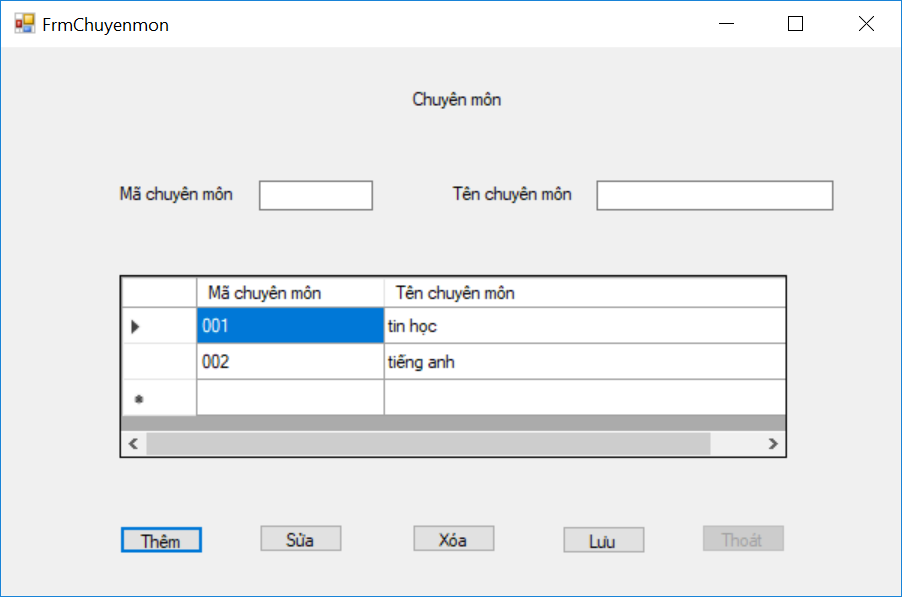 FrmChuyenmon
Chuyên môn
Mã chuyên môn Tên chuyên môn
Mã chuyên môn Tên chuyên môn
001 tin học
002 tiếng anh
Thêm Sửa Xóa Lưu Thoát